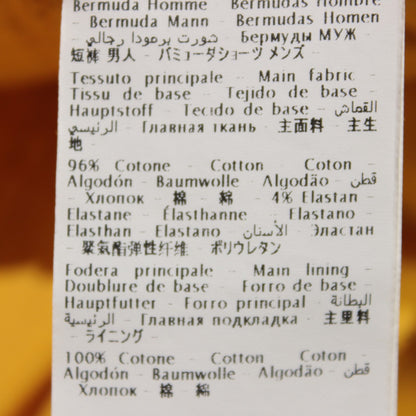 Bermuda Homme - Bermudas Hombre -
Bermuda Mann - Bermudas Homen -
شورت برمودا رجالي - Бермуды МУЖ -
短裤 男人 - バミューダショーツ メンズ -
Tessuto principale - Main fabric -
Tissu de base - Tejido de base -
Hauptstoff - Tecido de base - القماش
الرئيسي - Главная ткань - 主面料 - 主生
地
96% Cotone - Cotton - Coton -
Algodón - Baumwolle - Algodão - قطن
- Хлопок - 棉 - 綿 - 4% Elastan -
Elastane - Élasthanne - Elastano -
Elasthan - Elastano - الأستان - Эластан
- 聚氨酯弹性纤维 - ポリウレタン
Fodera principale - Main lining -
Doublure de base - Forro de base -
Hauptfutter - Forro principal - البطانة
الرئيسية - Главная подкладка - 主里料
- ライニング -
100% Cotone - Cotton - Coton -
Algodón - Baumwolle - Algodão - قطن
- Хлопок - 棉 - 綿